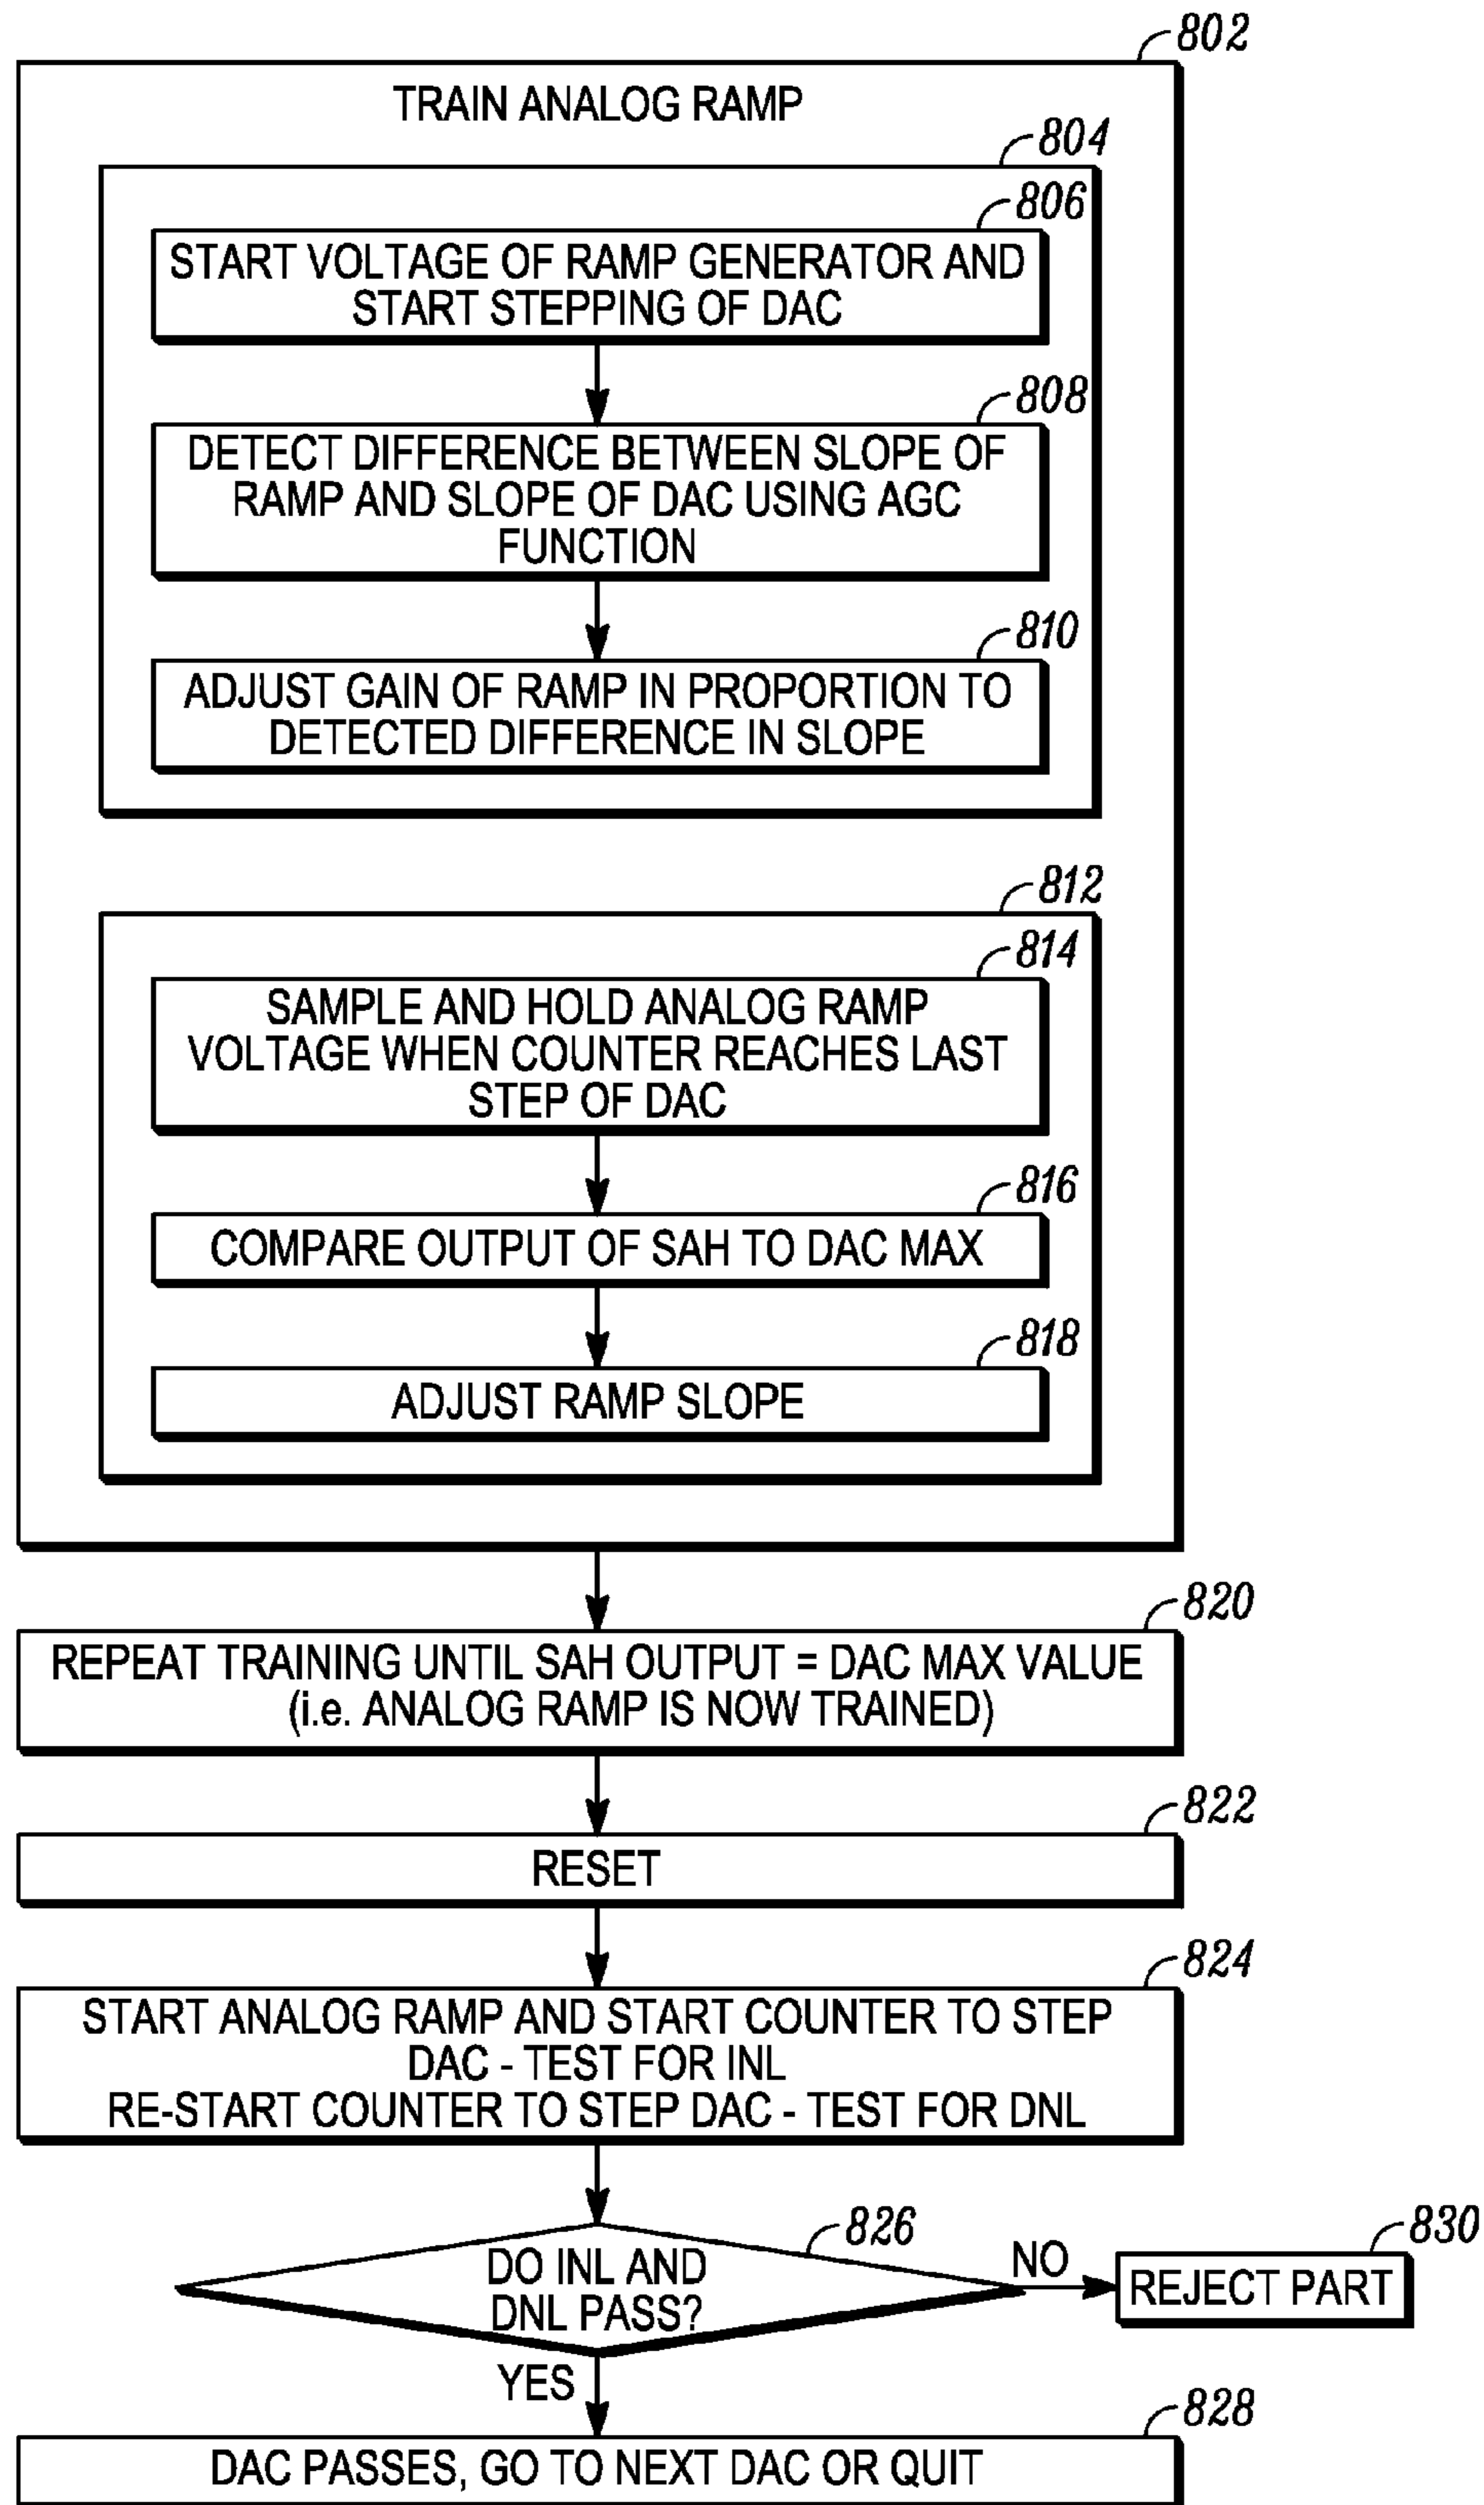 802
TRAIN ANALOG RAMP
804
806
START VOLTAGE OF RAMP GENERATOR AND
START STEPPING OF DAC
808
DETECT DIFFERENCE BETWEEN SLOPE OF
RAMP AND SLOPE OF DAC USING AGC
FUNCTION
810
ADJUST GAIN OF RAMP IN PROPORTION TO
DETECTED DIFFERENCE IN SLOPE
812
814
SAMPLE AND HOLD ANALOG RAMP
VOLTAGE WHEN COUNTER REACHES LAST
STEP OF DAC
816
COMPARE OUTPUT OF SAH TO DAC MAX
818
ADJUST RAMP SLOPE
820
REPEAT TRAINING UNTIL SAH OUTPUT = DAC MAX VALUE
(i.e. ANALOG RAMP IS NOW TRAINED)
822
RESET
824
START ANALOG RAMP AND START COUNTER TO STEP
DAC - TEST FOR INL
RE-START COUNTER TO STEP DAC - TEST FOR DNL
826
DO INL AND
DNL PASS?
NO
830
REJECT PART
YES
828
DAC PASSES, GO TO NEXT DAC OR QUIT